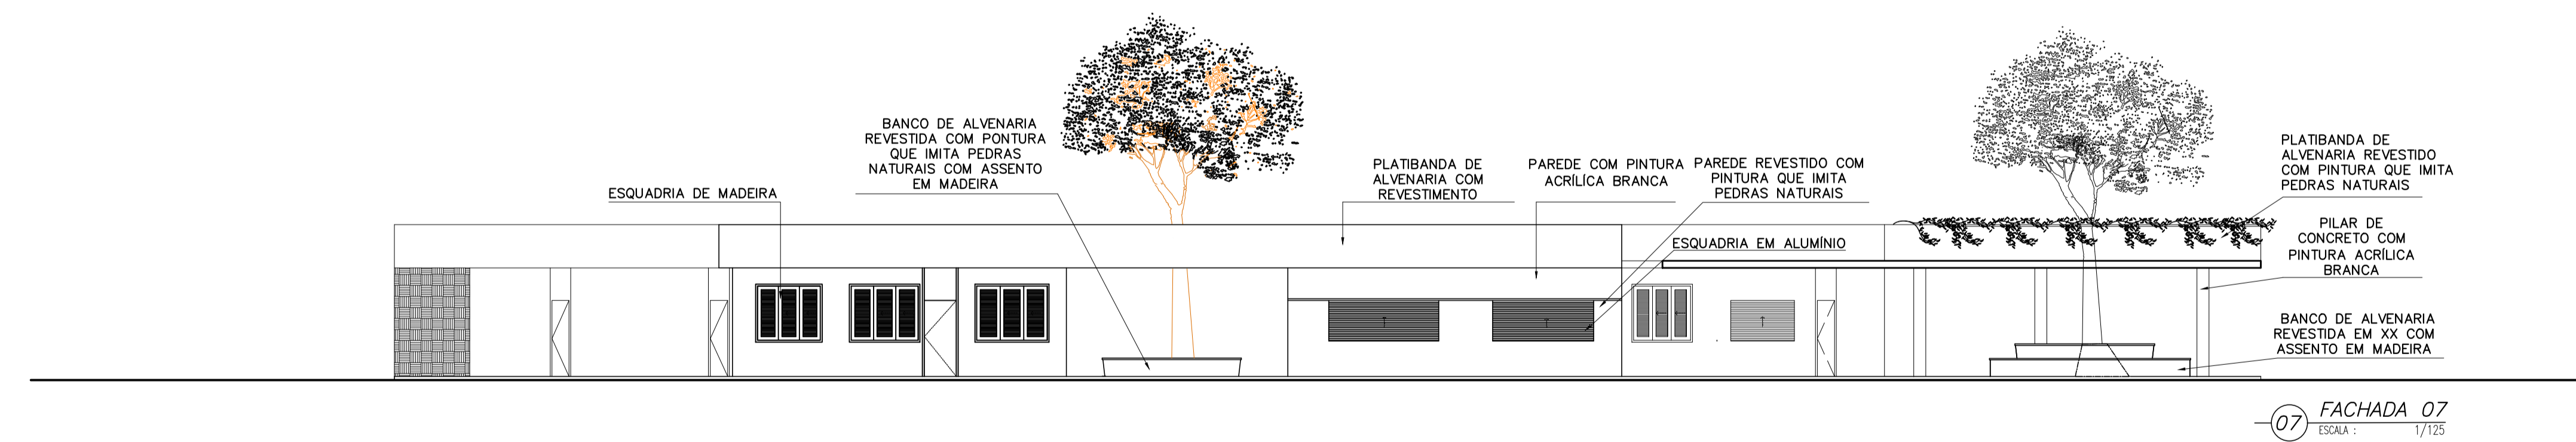 ESQUADRIA DE MADEIRA
BANCO DE ALVENARIA
REVESTIDA COM PONTURA
QUE IMITA PEDRAS
NATURAIS COM ASSENTO
EM MADEIRA
PLATIBANDA DE
ALVENARIA COM
REVESTIMENTO
PAREDE COM PINTURA
ACRÍLÍCA BRANCA
PAREDE REVESTIDO COM
PINTURA QUE IMITA
PEDRAS NATURAIS
ESQUADRIA EM ALUMÍNIO
PLATIBANDA DE
ALVENARIA REVESTIDO
COM PINTURA QUE IMITA
PEDRAS NATURAIS
PILAR DE
CONCRETO COM
PINTURA ACRÍLICA
BRANCA
BANCO DE ALVENARIA
REVESTIDA EM XX COM
ASSENTO EM MADEIRA
07 FACHADA 07
ESCALA : 1/125